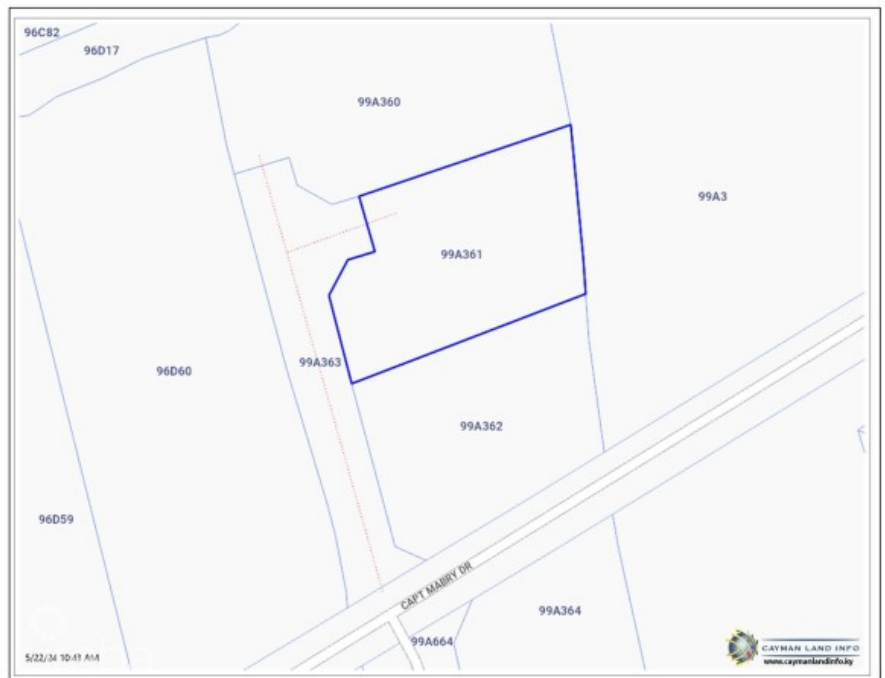 96C82
96D17
99A360
99A3
99A361
99A363
96D60
99A362
96D59
CAPT MABRY DR
99A364
99A664
5/22/24 10:43 AM
CAYMAN LAND INFO
www.caymanlandinfo.ky